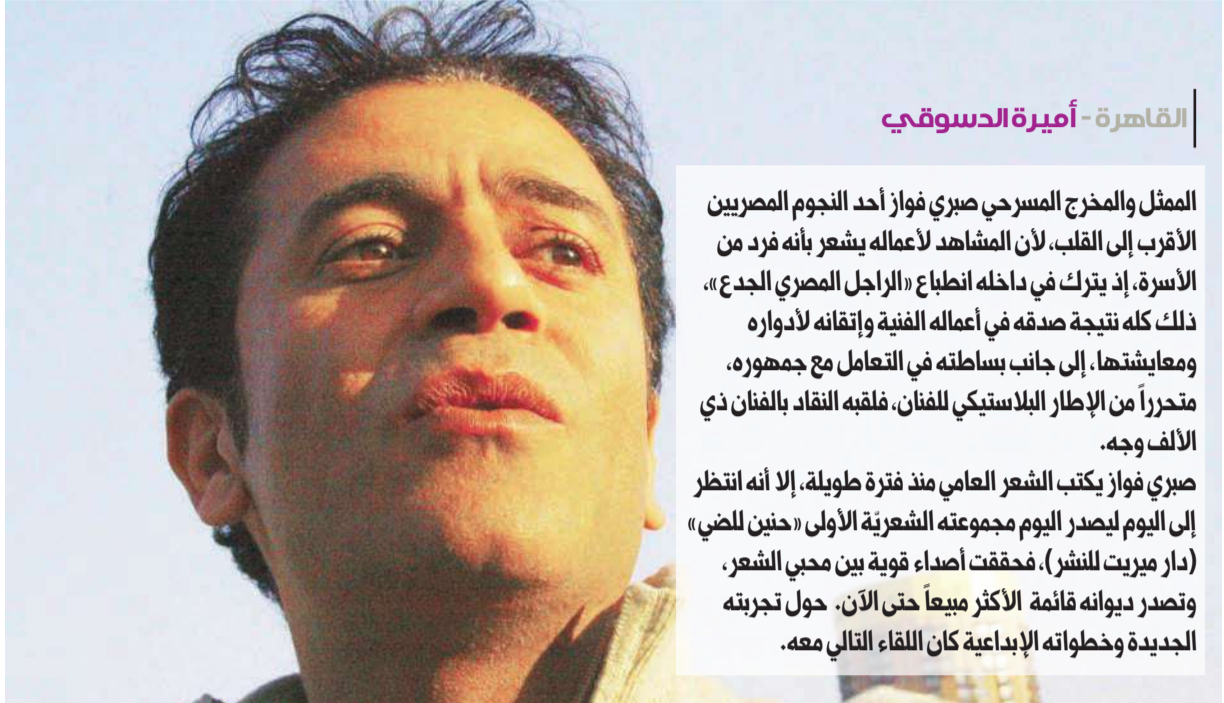 القاهرة - أميرة الدسوقي
الممثل والمخرج المسرحي صبري فواز أحد النجوم المصريين
الأقرب إلى القلب، لأن المشاهد لأعماله يشعر بأنه فرد من
الأسرة، إذ يترك في داخله انطباع «الراجل المصري الجدع»،
ذلك كله نتيجة صدقه في أعماله الفنية وإتقانه لأدواره
ومعايشتها، إلى جانب بساطته في التعامل مع جمهوره،
متحرراً من الإطار البلاستيكي للفنان، فلقبه النقاد بالفنان ذي
الألف وجه.
صبري فواز يكتب الشعر العامي منذ فترة طويلة، إلا أنه انتظر
إلى اليوم ليصدر اليوم مجموعته الشعريّة الأولى «حنين للضي»
(دار ميريت للنشر)، فحققت أصداء قوية بين محبي الشعر،
وتصدر ديوانه قائمة الأكثر مبيعاً حتى الآن. حول تجربته
الجديدة وخطواته الإبداعية كان اللقاء التالي معه.